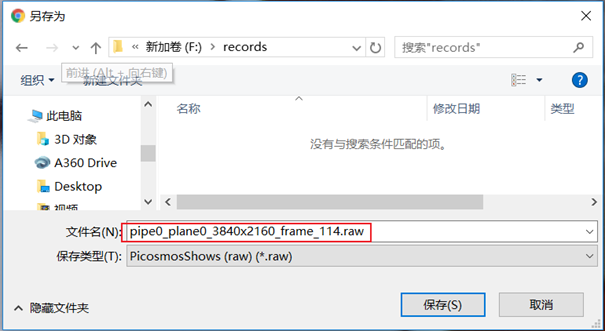 另存为
« 新加卷 (F:) > records
搜索"records"
组织
新建文件夹
前进 (Alt + 向右键)
此电脑
3D 对象
A360 Drive
Desktop
视频
名称
修改日期
类型
没有与搜索条件匹配的项。
文件名(N):
pipe0_plane0_3840x2160_frame_114.raw
保存类型(T):
PicosmosShows (raw) (*.raw)
隐藏文件夹
保存(S)
取消